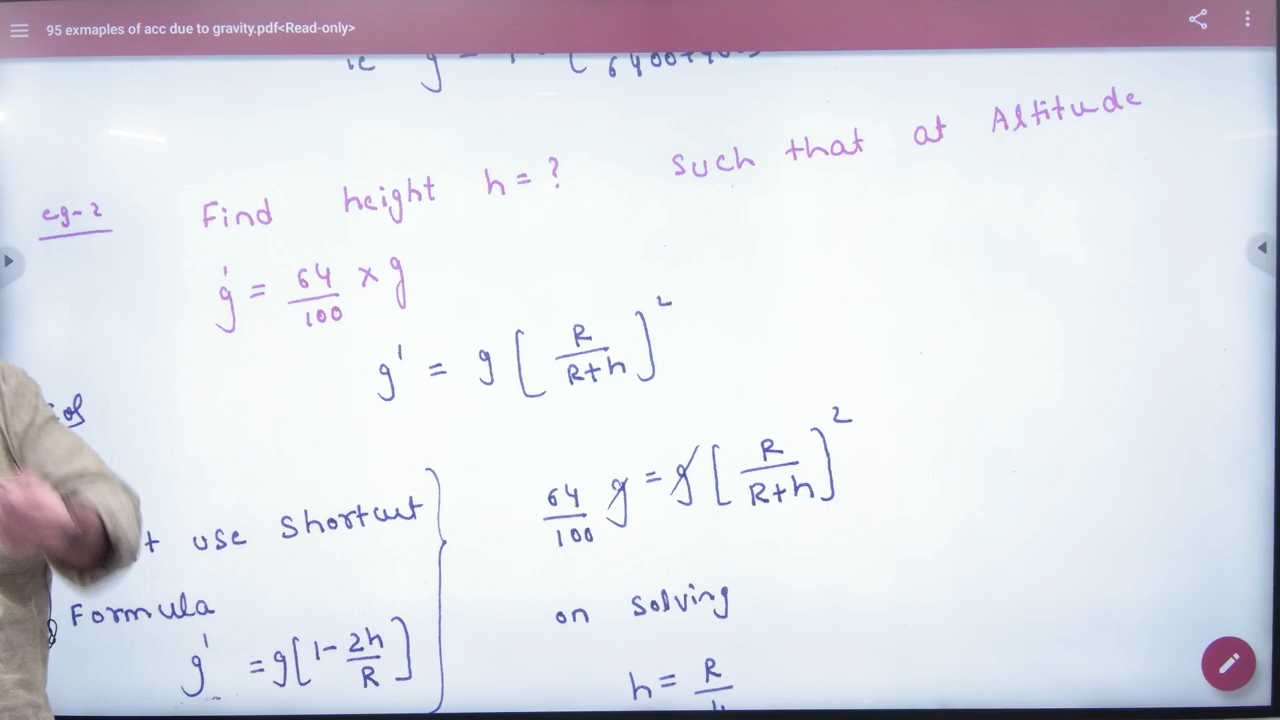 95 exmaples of acc due to gravity.pdf<Read-only>
eg-2 Find height h = ? Such that at Altitude
g' = 64/100 × g
g' = g [R/R+h]²
64/100 g = g [R/R+h]²
use Shortcut
Formula
g' = g[1 - 2h/R]
on solving
h = R